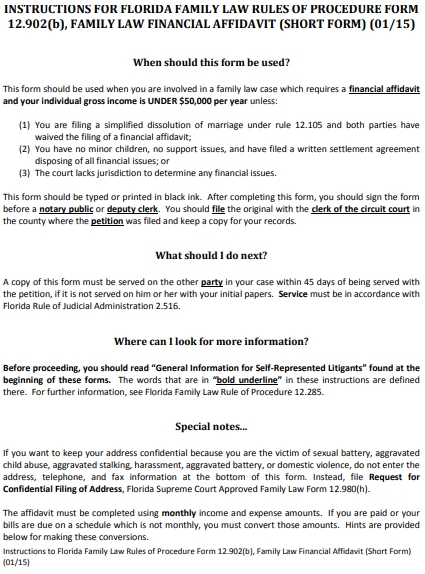 INSTRUCTIONS FOR FLORIDA FAMILY LAW RULES OF PROCEDURE FORM
12.902(b), FAMILY LAW FINANCIAL AFFIDAVIT (SHORT FORM) (01/15)
When should this form be used?
This form should be used when you are involved in a family law case which requires a financial affidavit
and your individual gross income is UNDER $50,000 per year unless:
(1) You are filing a simplified dissolution of marriage under rule 12.105 and both parties have
waived the filing of a financial affidavit;
(2) You have no minor children, no support issues, and have filed a written settlement agreement
disposing of all financial issues; or
(3) The court lacks jurisdiction to determine any financial issues.
This form should be typed or printed in black ink. After completing this form, you should sign the form
before a notary public or deputy clerk. You should file the original with the clerk of the circuit court in
the county where the petition was filed and keep a copy for your records.
What should I do next?
A copy of this form must be served on the other party in your case within 45 days of being served with
the petition, if it is not served on him or her with your initial papers. Service must be in accordance with
Florida Rule of Judicial Administration 2.516.
Where can I look for more information?
Before proceeding, you should read “General Information for Self-Represented Litigants” found at the
beginning of these forms. The words that are in “bold underline” in these instructions are defined
there. For further information, see Florida Family Law Rule of Procedure 12.285.
Special notes...
If you want to keep your address confidential because you are the victim of sexual battery, aggravated
child abuse, aggravated stalking, harassment, aggravated battery, or domestic violence, do not enter the
address, telephone, and fax information at the bottom of this form. Instead, file Request for
Confidential Filing of Address, Florida Supreme Court Approved Family Law Form 12.980(h).
The affidavit must be completed using monthly income and expense amounts. If you are paid or your
bills are due on a schedule which is not monthly, you must convert those amounts. Hints are provided
below for making these conversions.
Instructions to Florida Family Law Rules of Procedure Form 12.902(b), Family Law Financial Affidavit (Short Form)
(01/15)